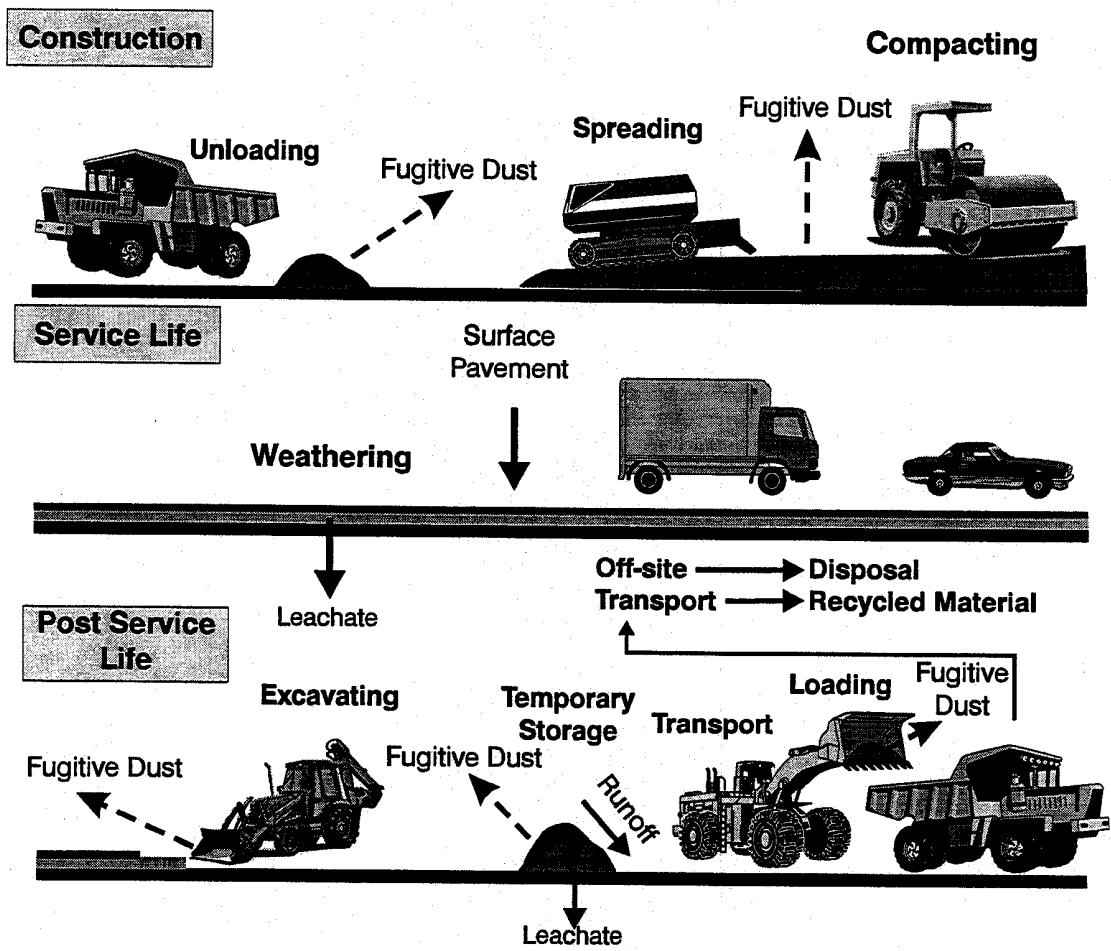 Construction
Compacting
Unloading
Fugitive Dust
Spreading
Fugitive Dust
Service Life
Surface
Pavement
Weathering
Leachate
Off-site
Disposal
Transport
Recycled Material
Post Service
Life
Excavating
Fugitive Dust
Temporary
Storage
Fugitive Dust
Runoff
Leachate
Transport
Loading
Fugitive
Dust